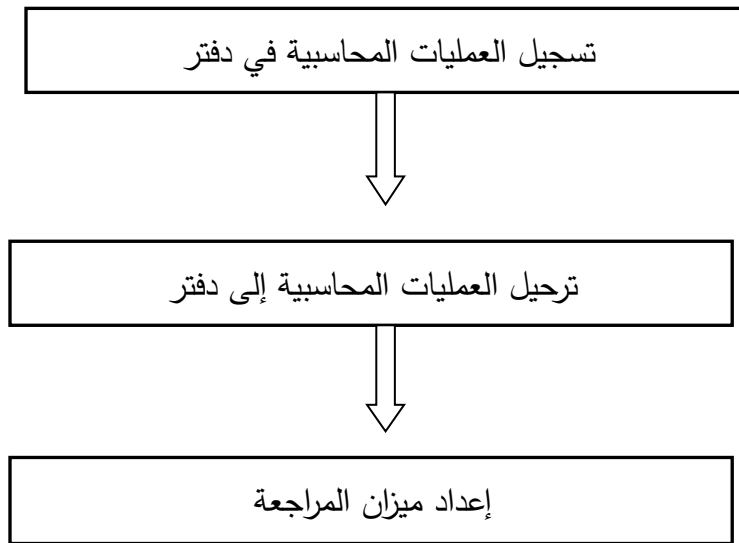 تسجيل العمليات المحاسبية في دفتر
ترحيل العمليات المحاسبية إلى دفتر
إعداد ميزان المراجعة